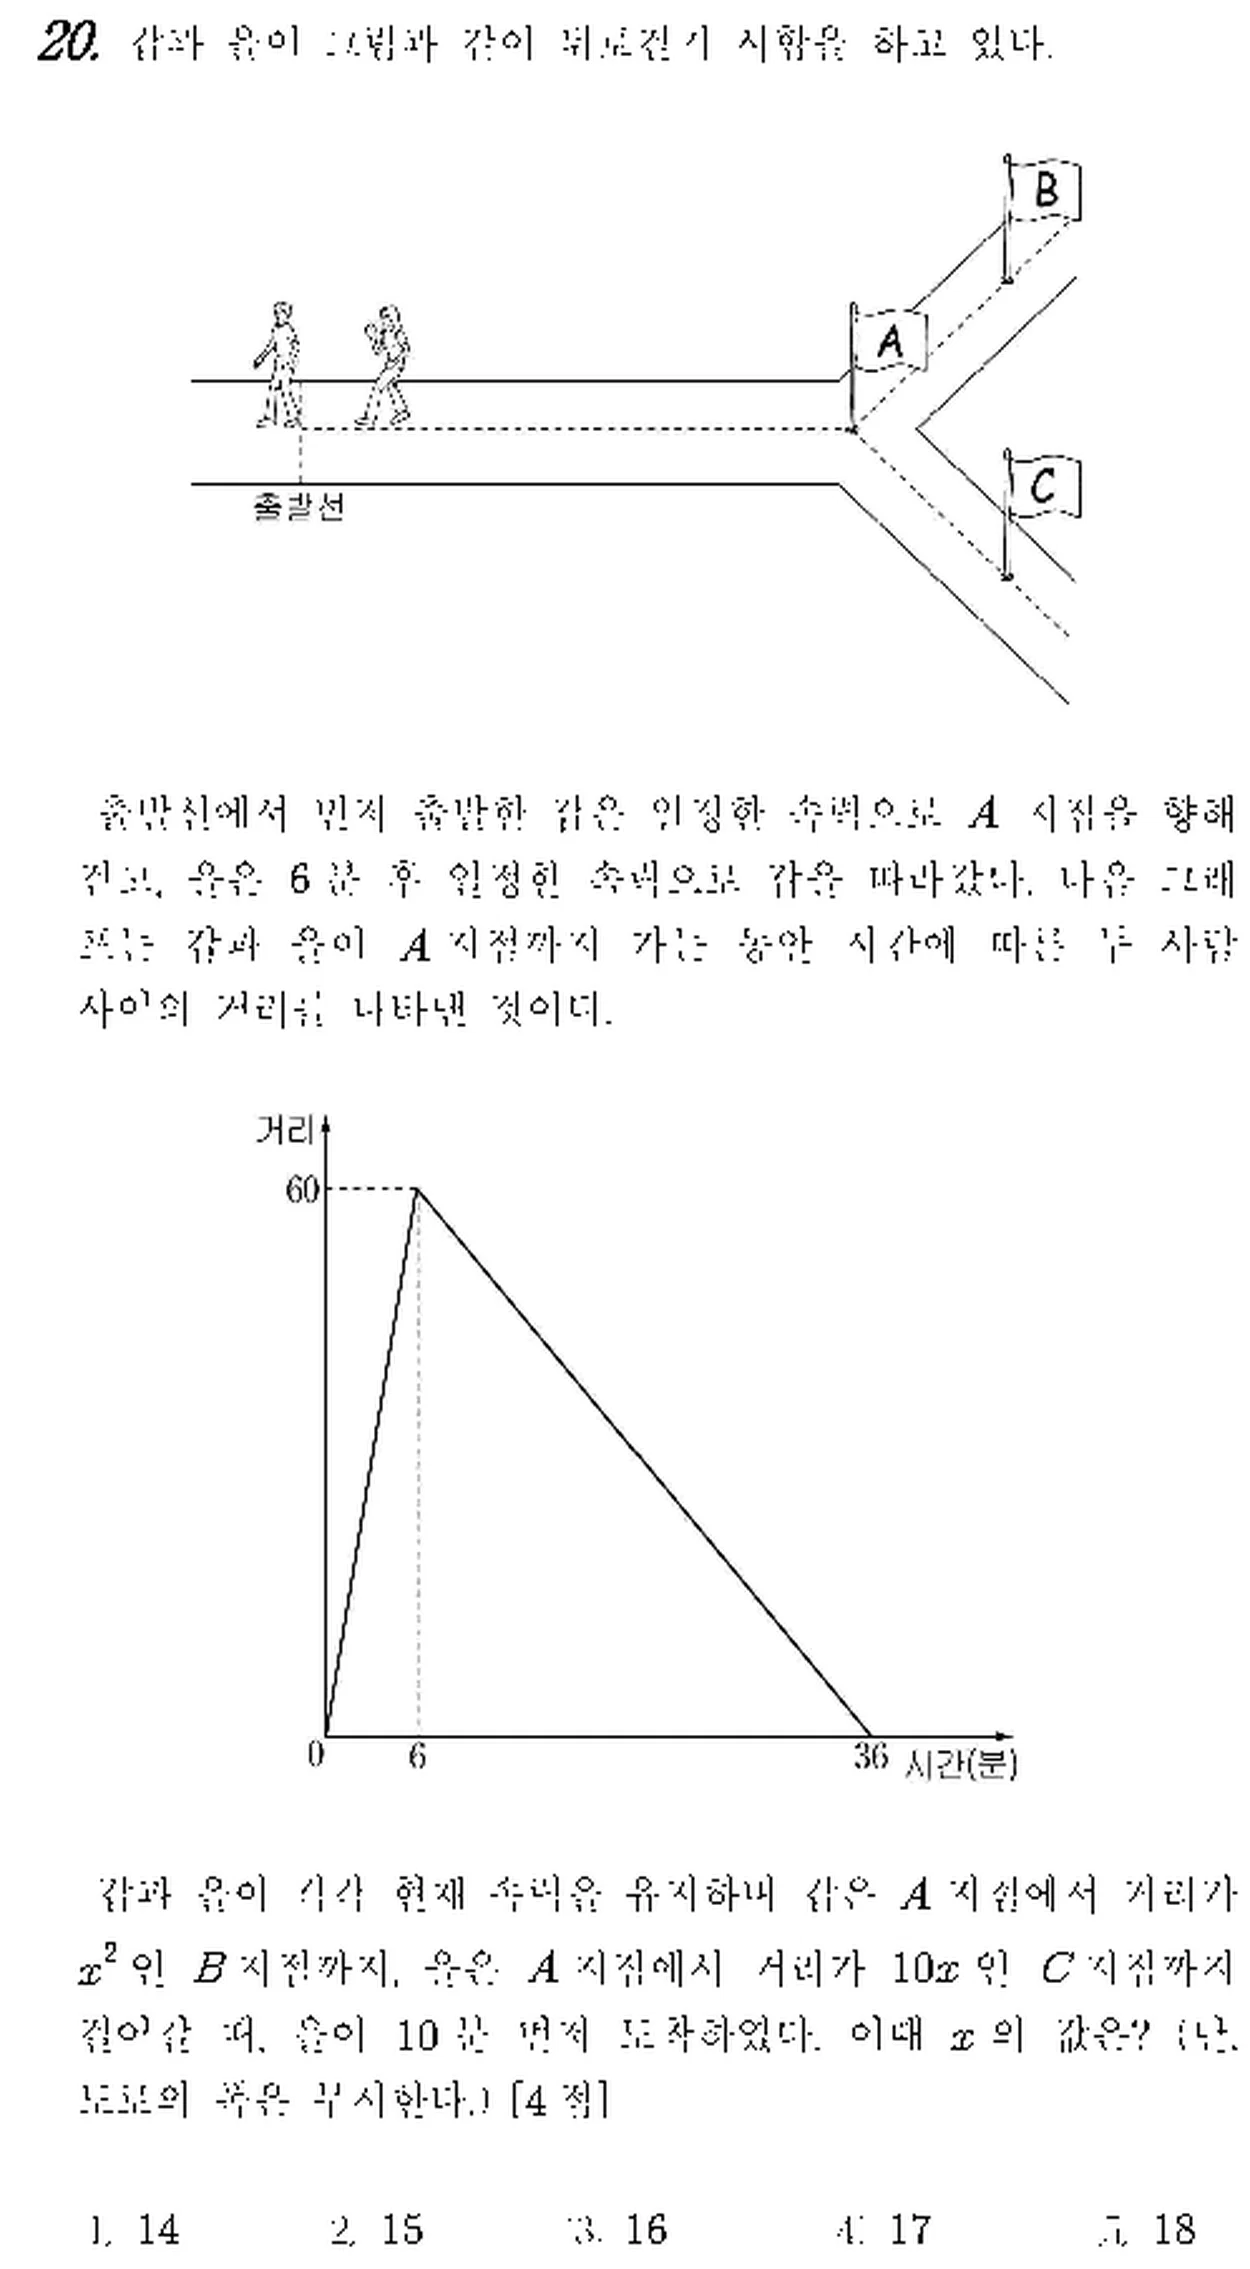 20. 갑과 을이 그림과 같이 뒤로걷기 시합을 하고 있다.
B
A
C
출발선
출발선에서 먼저 출발한 갑은 일정한 속력으로 A 지점을 향해
걷고, 을은 6분 후 일정한 속력으로 갑을 따라갔다. 다음 그래
프는 갑과 을이 A 지점까지 가는 동안 시간에 따른 두 사람
사이의 거리를 나타낸 것이다.
거리
60
0 6 36 시간(분)
갑과 을이 각각 현재 속력을 유지하며 갑은 A 지점에서 거리가
x² 인 B 지점까지, 을은 A 지점에서 거리가 10x 인 C 지점까지
걸어갈 때, 을이 10 분 먼저 도착하였다. 이때 x 의 값은? (단,
도로의 폭은 무시한다.) [4 점]
1. 14 2. 15 3. 16 4. 17 5. 18